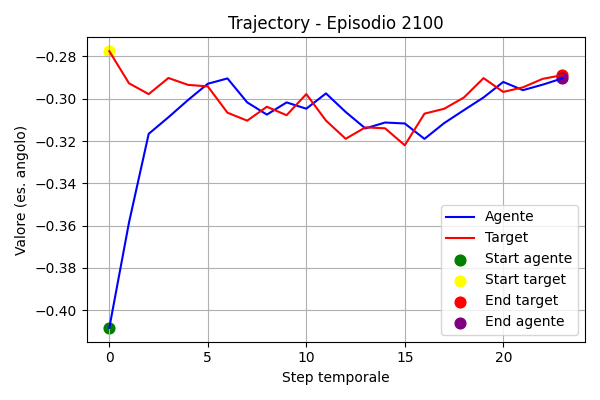 Trajectory - Episodio 2100
Valore (es. angolo)
−0.28
−0.30
−0.32
−0.34
−0.36
−0.38
−0.40
0
5
10
15
20
Step temporale
Agente
Target
Start agente
Start target
End target
End agente